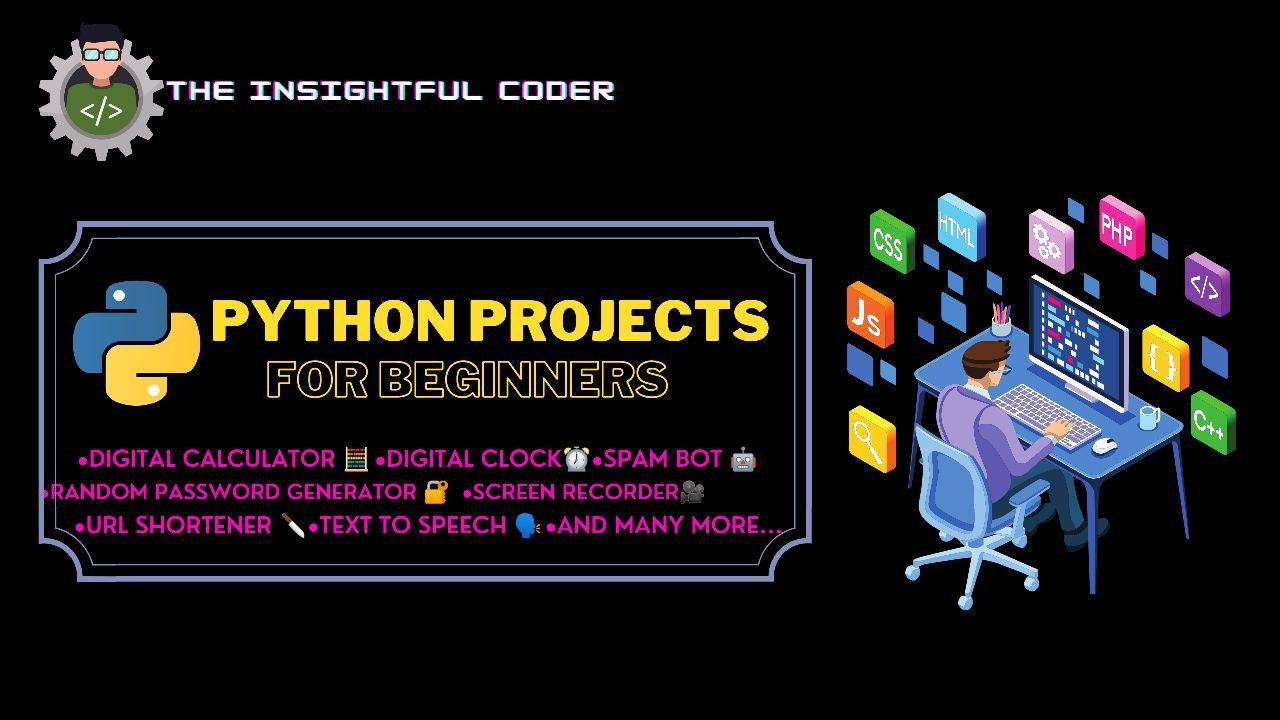 </>
THE INSIGHTFUL CODER
PYTHON PROJECTS
FOR BEGINNERS
•DIGITAL CALCULATOR 🧮 •DIGITAL CLOCK⏰•SPAM BOT 🤖
•RANDOM PASSWORD GENERATOR 🔐 •SCREEN RECORDER🎥
•URL SHORTENER 🔪•TEXT TO SPEECH 🗣•AND MANY MORE...
CSS
HTML
PHP
</>
Js
{}
C++